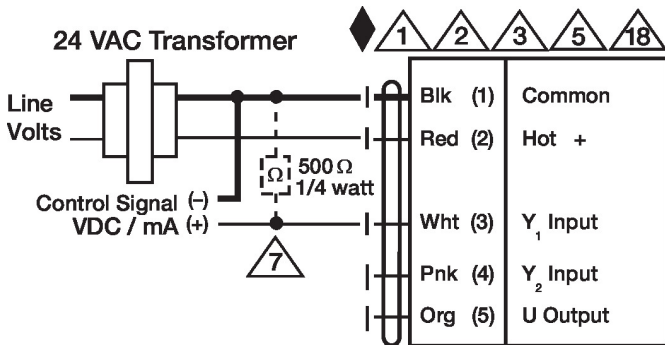 24 VAC Transformer
1 2 3 5 18
Line
Volts
Blk (1) Common
Red (2) Hot +
Ω 500 Ω
1/4 watt
Control Signal (-)
VDC / mA (+)
7
Wht (3) Y1 Input
Pnk (4) Y2 Input
Org (5) U Output